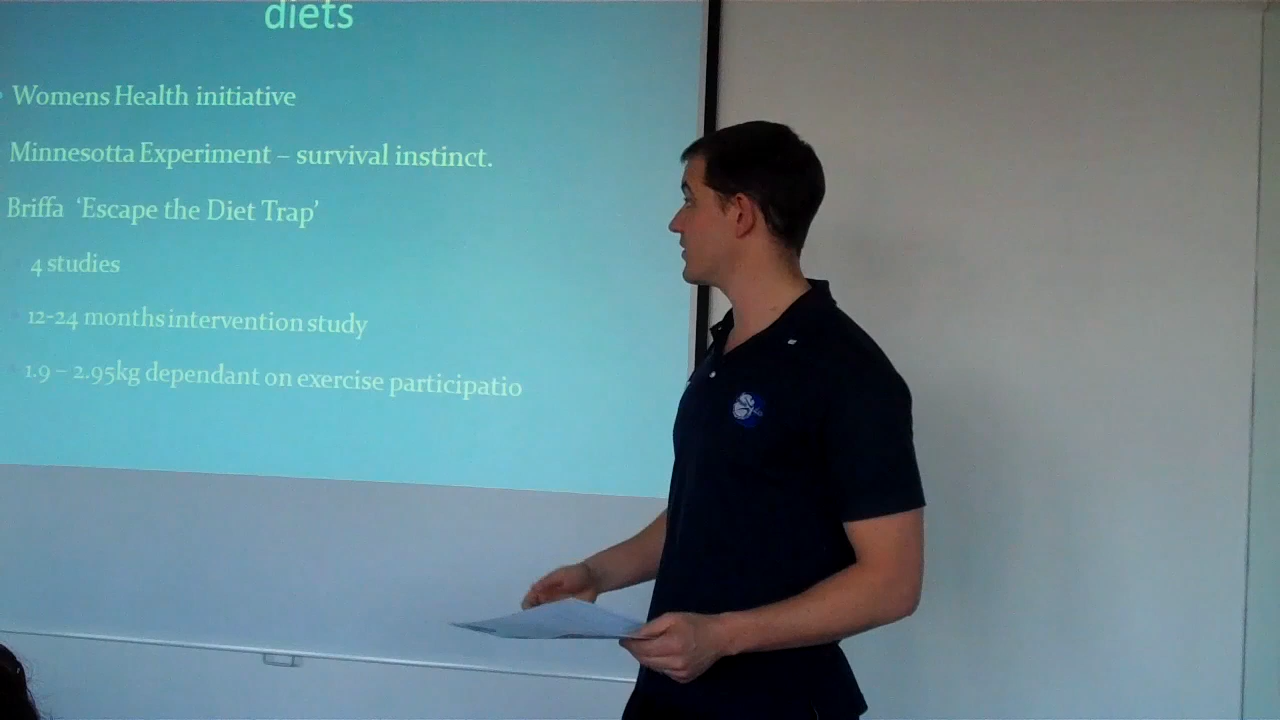 diets
Womens Health initiative
Minnesotta Experiment – survival instinct.
Briffa 'Escape the Diet Trap'
4 studies
12-24 months intervention study
1.9 – 2.95kg dependant on exercise participatio